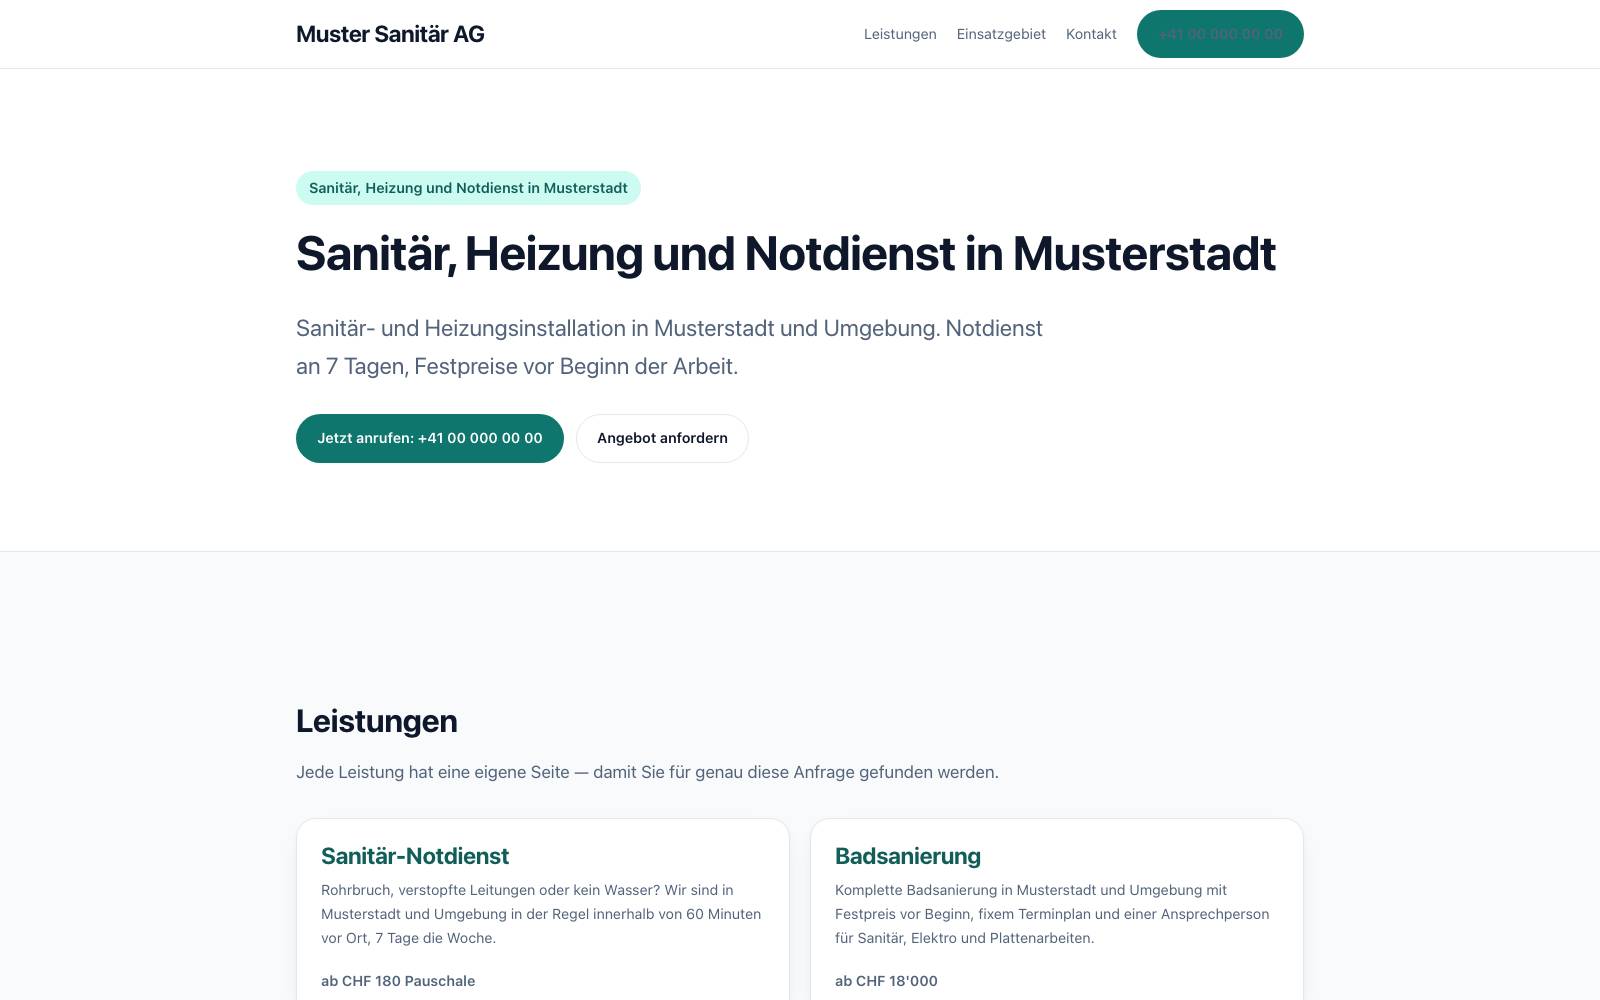 Muster Sanitär AG
Leistungen
Einsatzgebiet
Kontakt
+41 00 000 00 00
Sanitär, Heizung und Notdienst in Musterstadt
Sanitär, Heizung und Notdienst in Musterstadt
Sanitär- und Heizungsinstallation in Musterstadt und Umgebung. Notdienst
an 7 Tagen, Festpreise vor Beginn der Arbeit.
Jetzt anrufen: +41 00 000 00 00
Angebot anfordern
Leistungen
Jede Leistung hat eine eigene Seite — damit Sie für genau diese Anfrage gefunden werden.
Sanitär-Notdienst
Rohrbruch, verstopfte Leitungen oder kein Wasser? Wir sind in
Musterstadt und Umgebung in der Regel innerhalb von 60 Minuten
vor Ort, 7 Tage die Woche.
ab CHF 180 Pauschale
Badsanierung
Komplette Badsanierung in Musterstadt und Umgebung mit
Festpreis vor Beginn, fixem Terminplan und einer Ansprechperson
für Sanitär, Elektro und Plattenarbeiten.
ab CHF 18'000